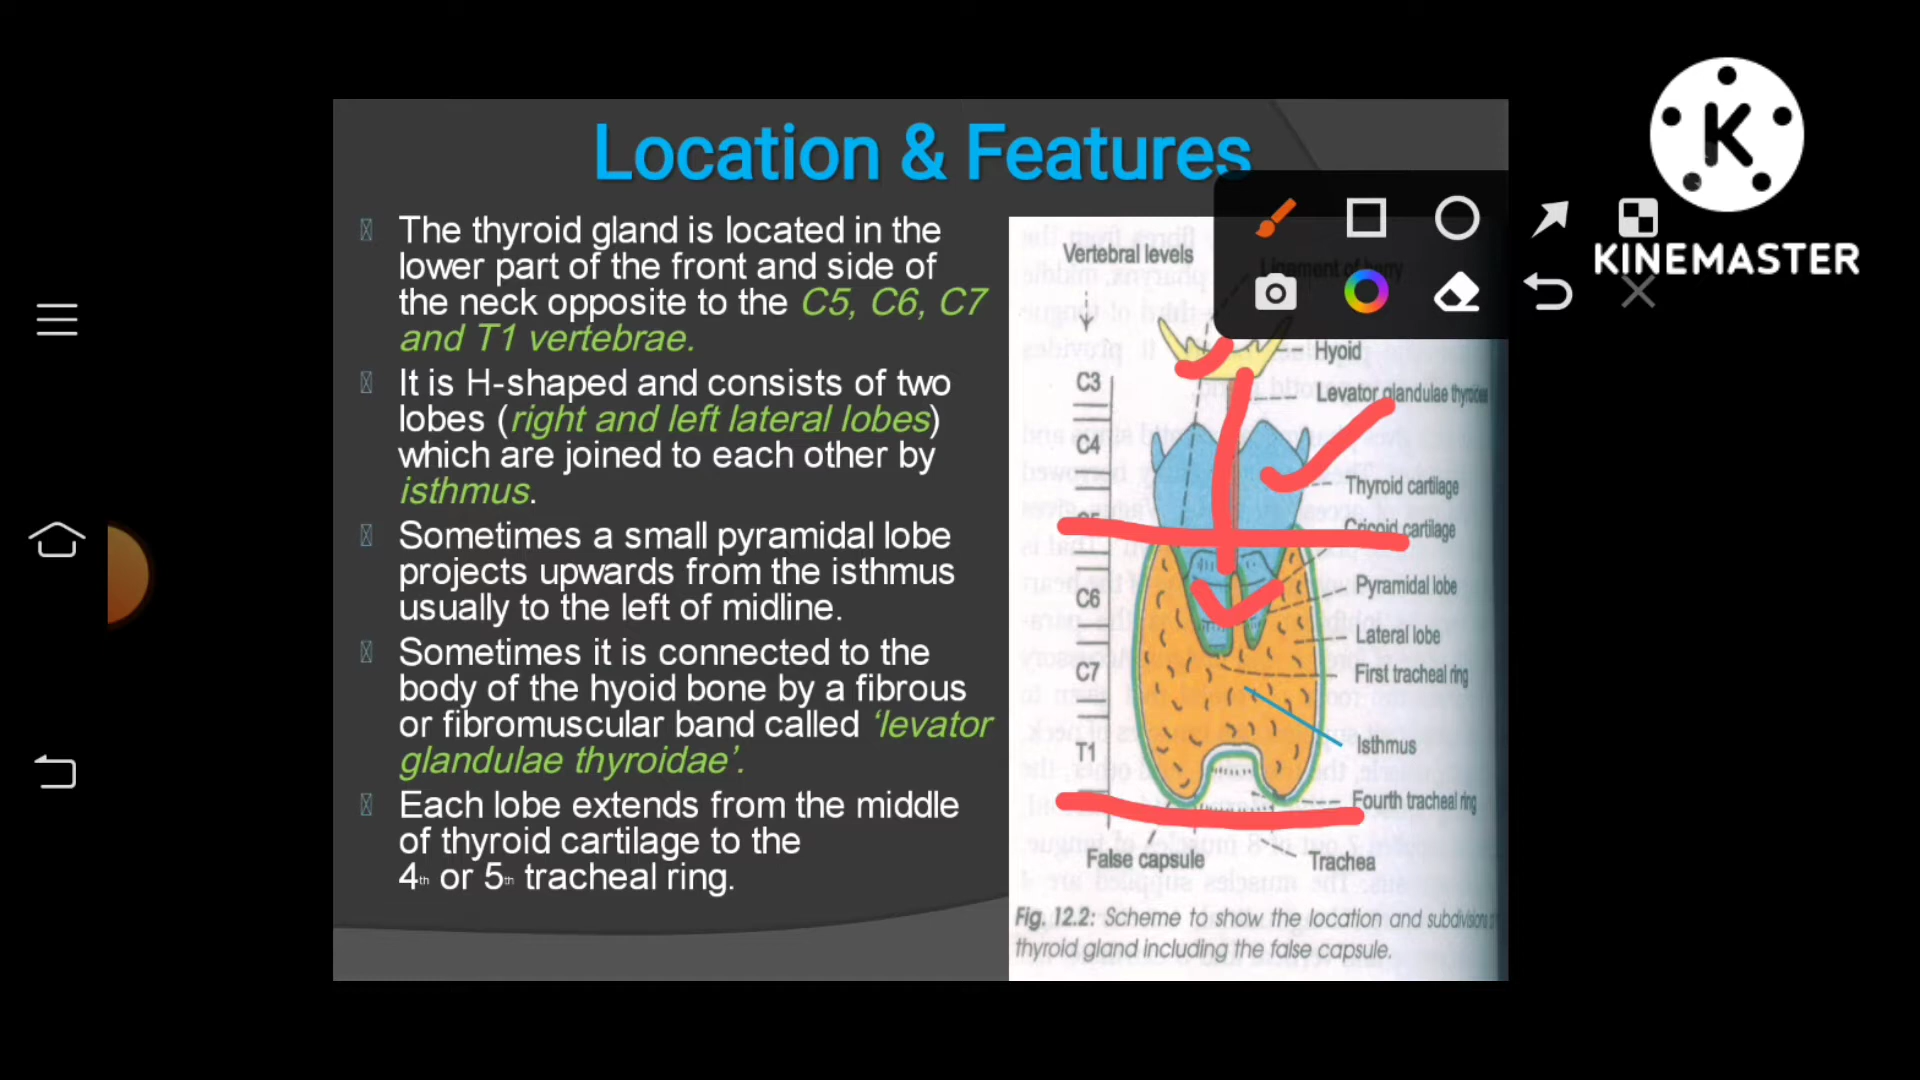 Location & Features
KINEMASTER
The thyroid gland is located in the
lower part of the front and side of
the neck opposite to the C5, C6, C7
and T1 vertebrae.
It is H-shaped and consists of two
lobes (right and left lateral lobes)
which are joined to each other by
isthmus.
Sometimes a small pyramidal lobe
projects upwards from the isthmus
usually to the left of midline.
Sometimes it is connected to the
body of the hyoid bone by a fibrous
or fibromuscular band called ‘levator
glandulae thyroidae’.
Each lobe extends from the middle
of thyroid cartilage to the
4th or 5th tracheal ring.
Vertebral levels
Ligament of berry
Hyoid
C3
Levator glandulae thyroidae
C4
Thyroid cartilage
Cricoid cartilage
C6
Pyramidal lobe
Lateral lobe
C7
First tracheal ring
T1
Isthmus
Fourth tracheal ring
False capsule
Trachea
Fig. 12.2: Scheme to show the location and subdivisions
thyroid gland including the false capsule.